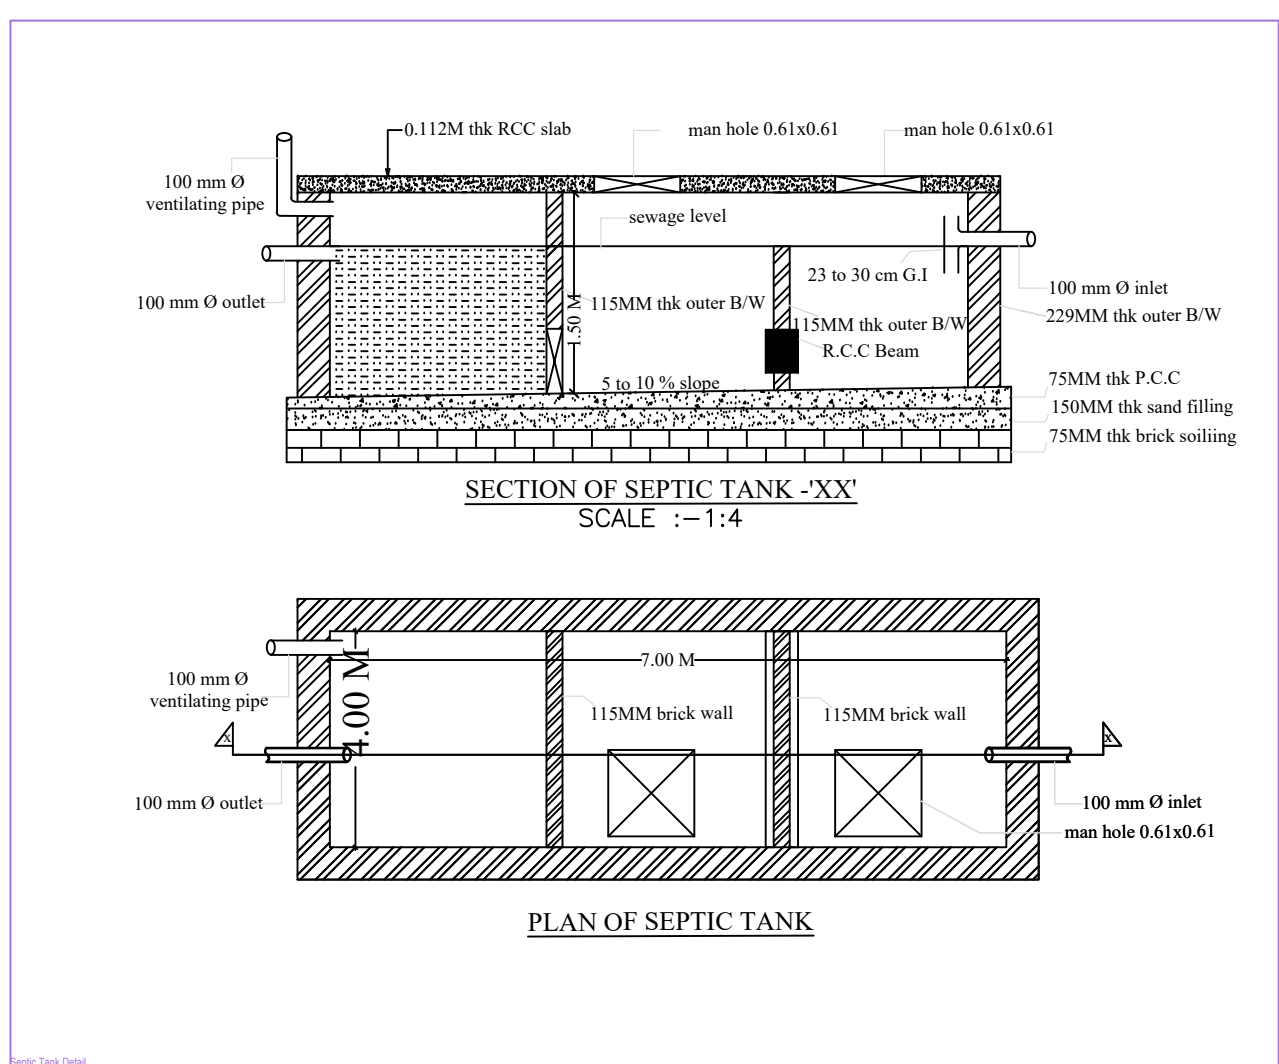 0.112M thk RCC slab
man hole 0.61x0.61
man hole 0.61x0.61
100 mm Ø
ventilating pipe
sewage level
23 to 30 cm G.I
100 mm Ø outlet
115MM thk outer B/W
1.50 M
115MM thk outer B/W
100 mm Ø inlet
229MM thk outer B/W
R.C.C Beam
5 to 10 % slope
75MM thk P.C.C
150MM thk sand filling
75MM thk brick soiliing
SECTION OF SEPTIC TANK -'XX'
SCALE :-1:4
7.00 M
4.00 M
100 mm Ø
ventilating pipe
115MM brick wall
115MM brick wall
x
x
100 mm Ø outlet
100 mm Ø inlet
man hole 0.61x0.61
PLAN OF SEPTIC TANK
Septic Tank Detail